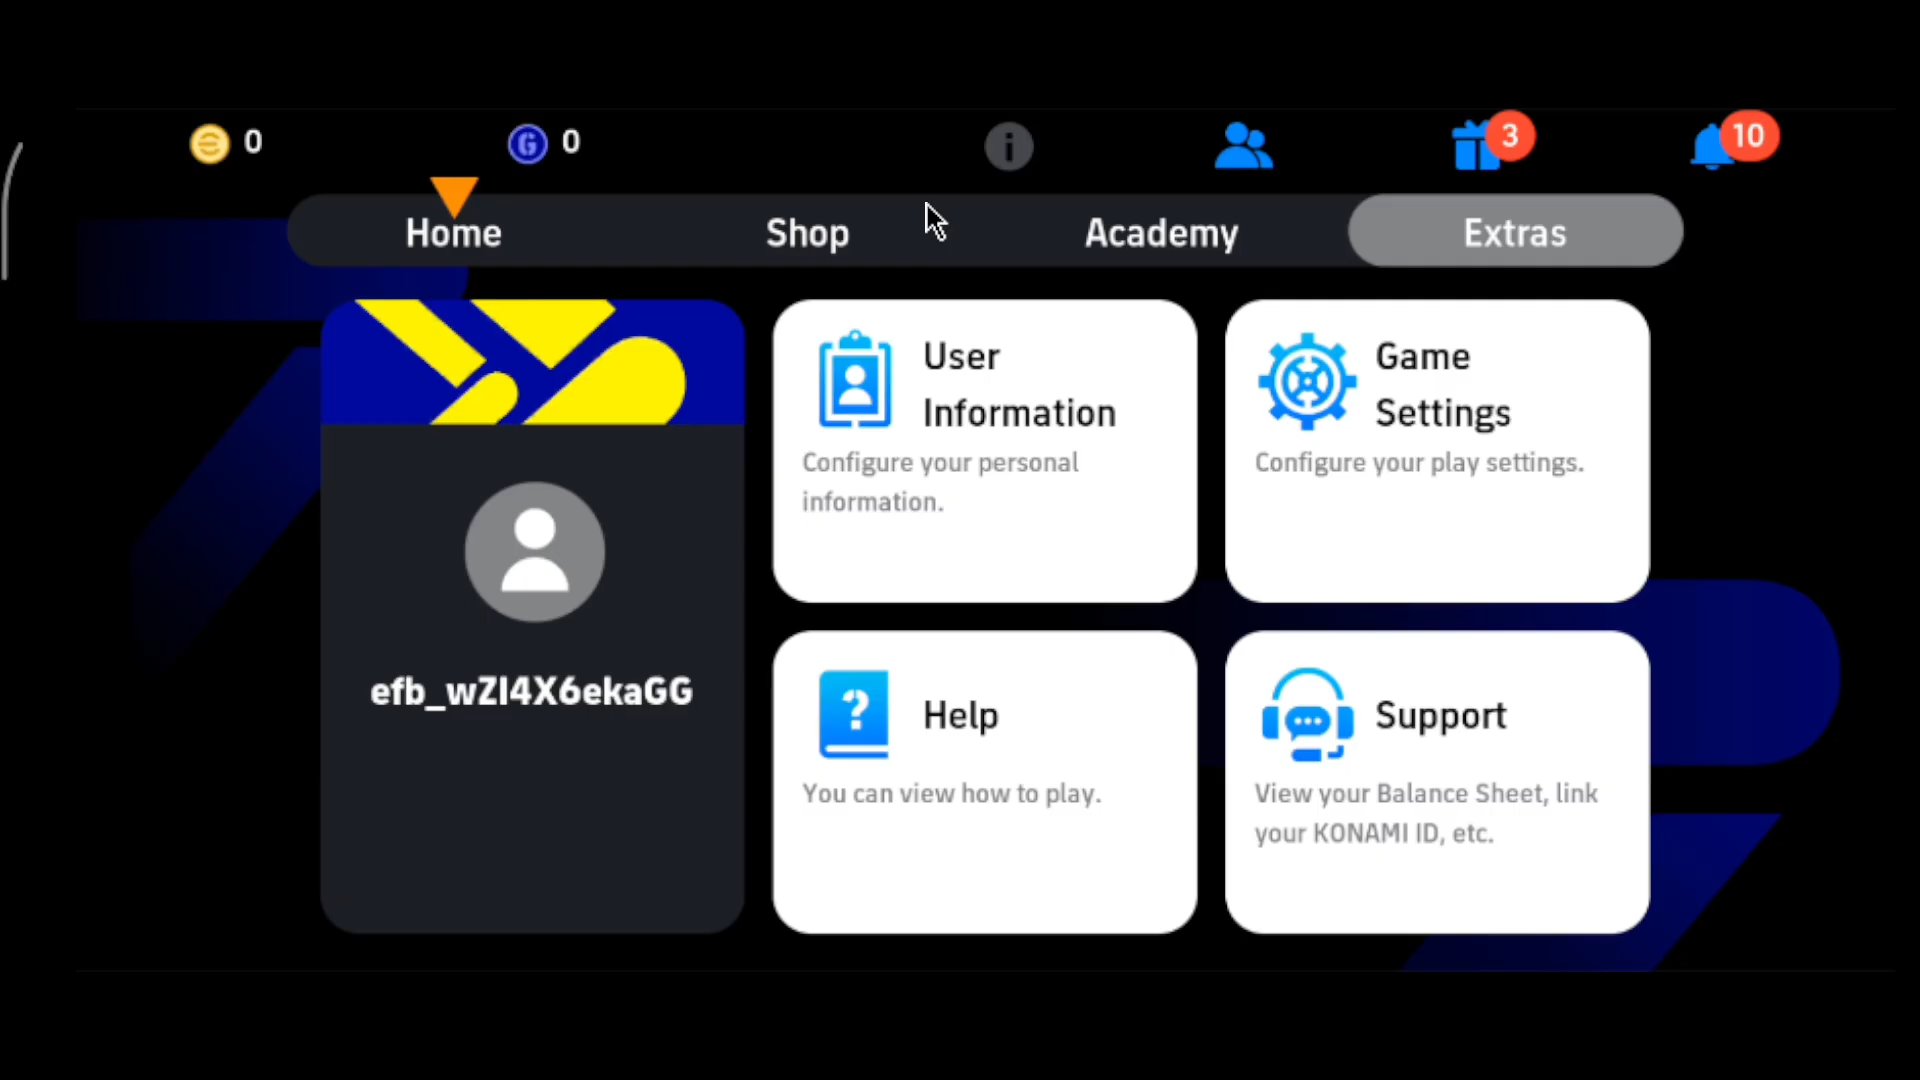 0
0
3
10
Home
Shop
Academy
Extras
efb_wZI4X6ekaGG
User
Information
Configure your personal
information.
Game
Settings
Configure your play settings.
Help
You can view how to play.
Support
View your Balance Sheet, link
your KONAMI ID, etc.